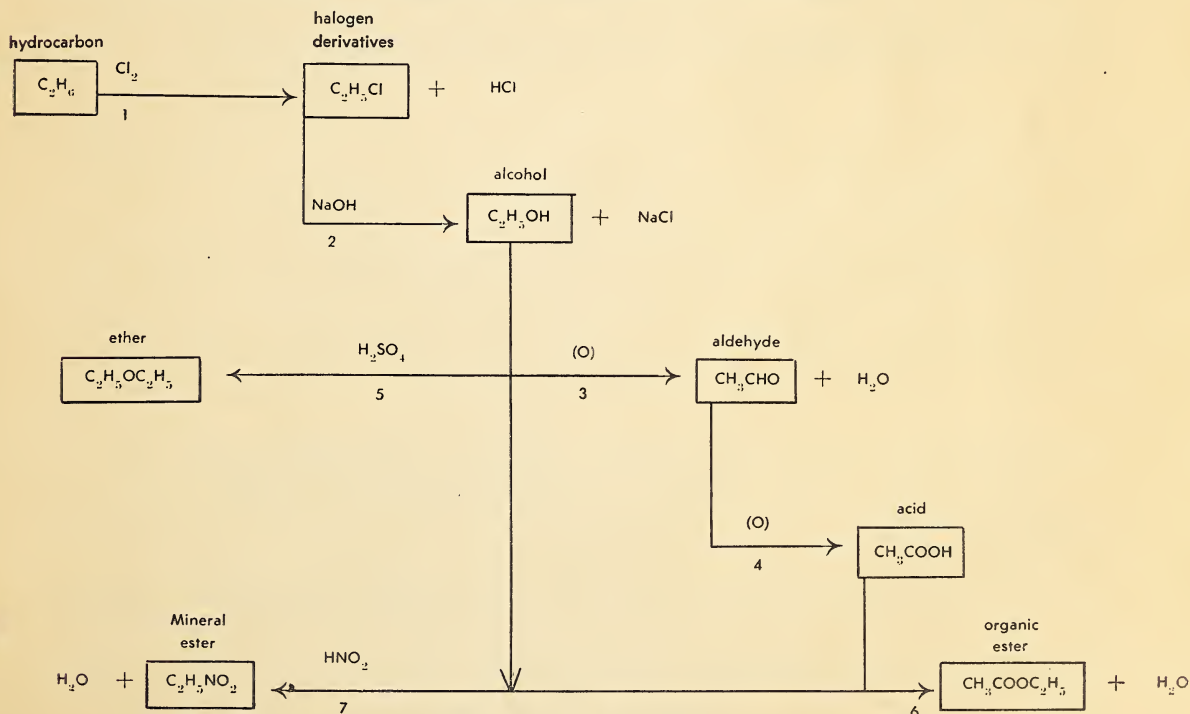 halogen
derivatives
hydrocarbon
Cl₂
C₂H₆
C₂H₅Cl + HCl
1
alcohol
NaOH
C₂H₅OH + NaCl
2
ether
H₂SO₄ (O) aldehyde
C₂H₅OC₂H₅ CH₃CHO + H₂O
5 3
(O) acid
CH₃COOH
4
Mineral
ester
organic
ester
HNO₂
H₂O + C₂H₅NO₂ CH₃COOC₂H₅ + H₂O
7 6